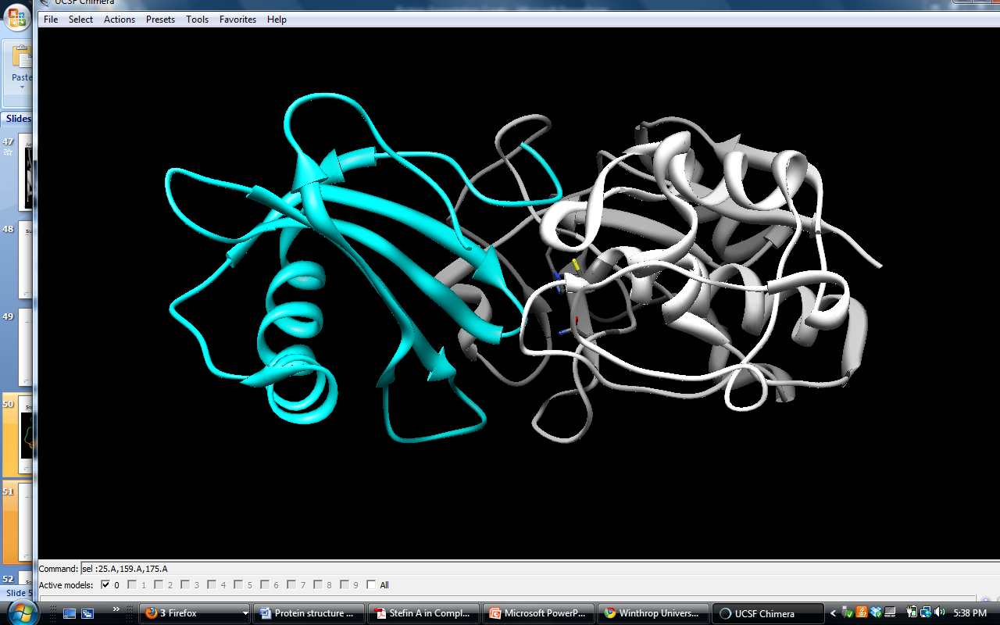 UCSF Chimera
File Select Actions Presets Tools Favorites Help
Paste
Slides
47
48
49
50
51
52
Slide 5
Command: sel :25.A,159.A,175.A
Active models: 0 1 2 3 4 5 6 7 8 9 All
3 Firefox
Protein structure ...
Stefin A in Compl...
Microsoft PowerP...
Winthrop Univers...
UCSF Chimera
5:38 PM